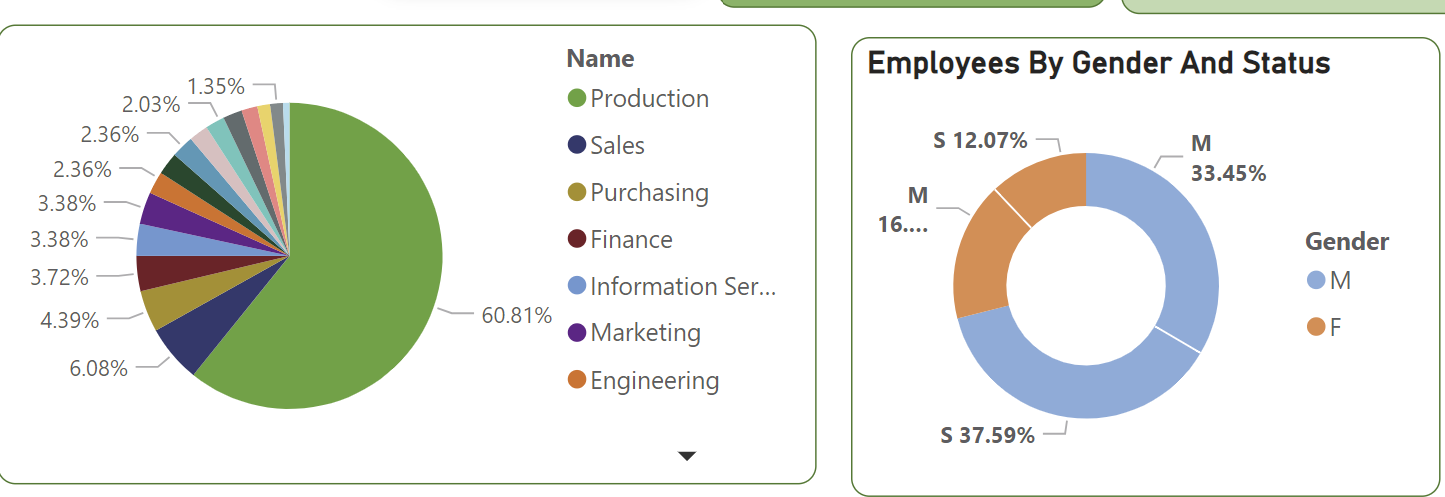 Name
Production
Sales
Purchasing
Finance
Information Ser...
Marketing
Engineering
1.35%
2.03%
2.36%
2.36%
3.38%
3.38%
3.72%
4.39%
6.08%
60.81%
Employees By Gender And Status
S 12.07%
M
33.45%
M
16....
S 37.59%
Gender
M
F